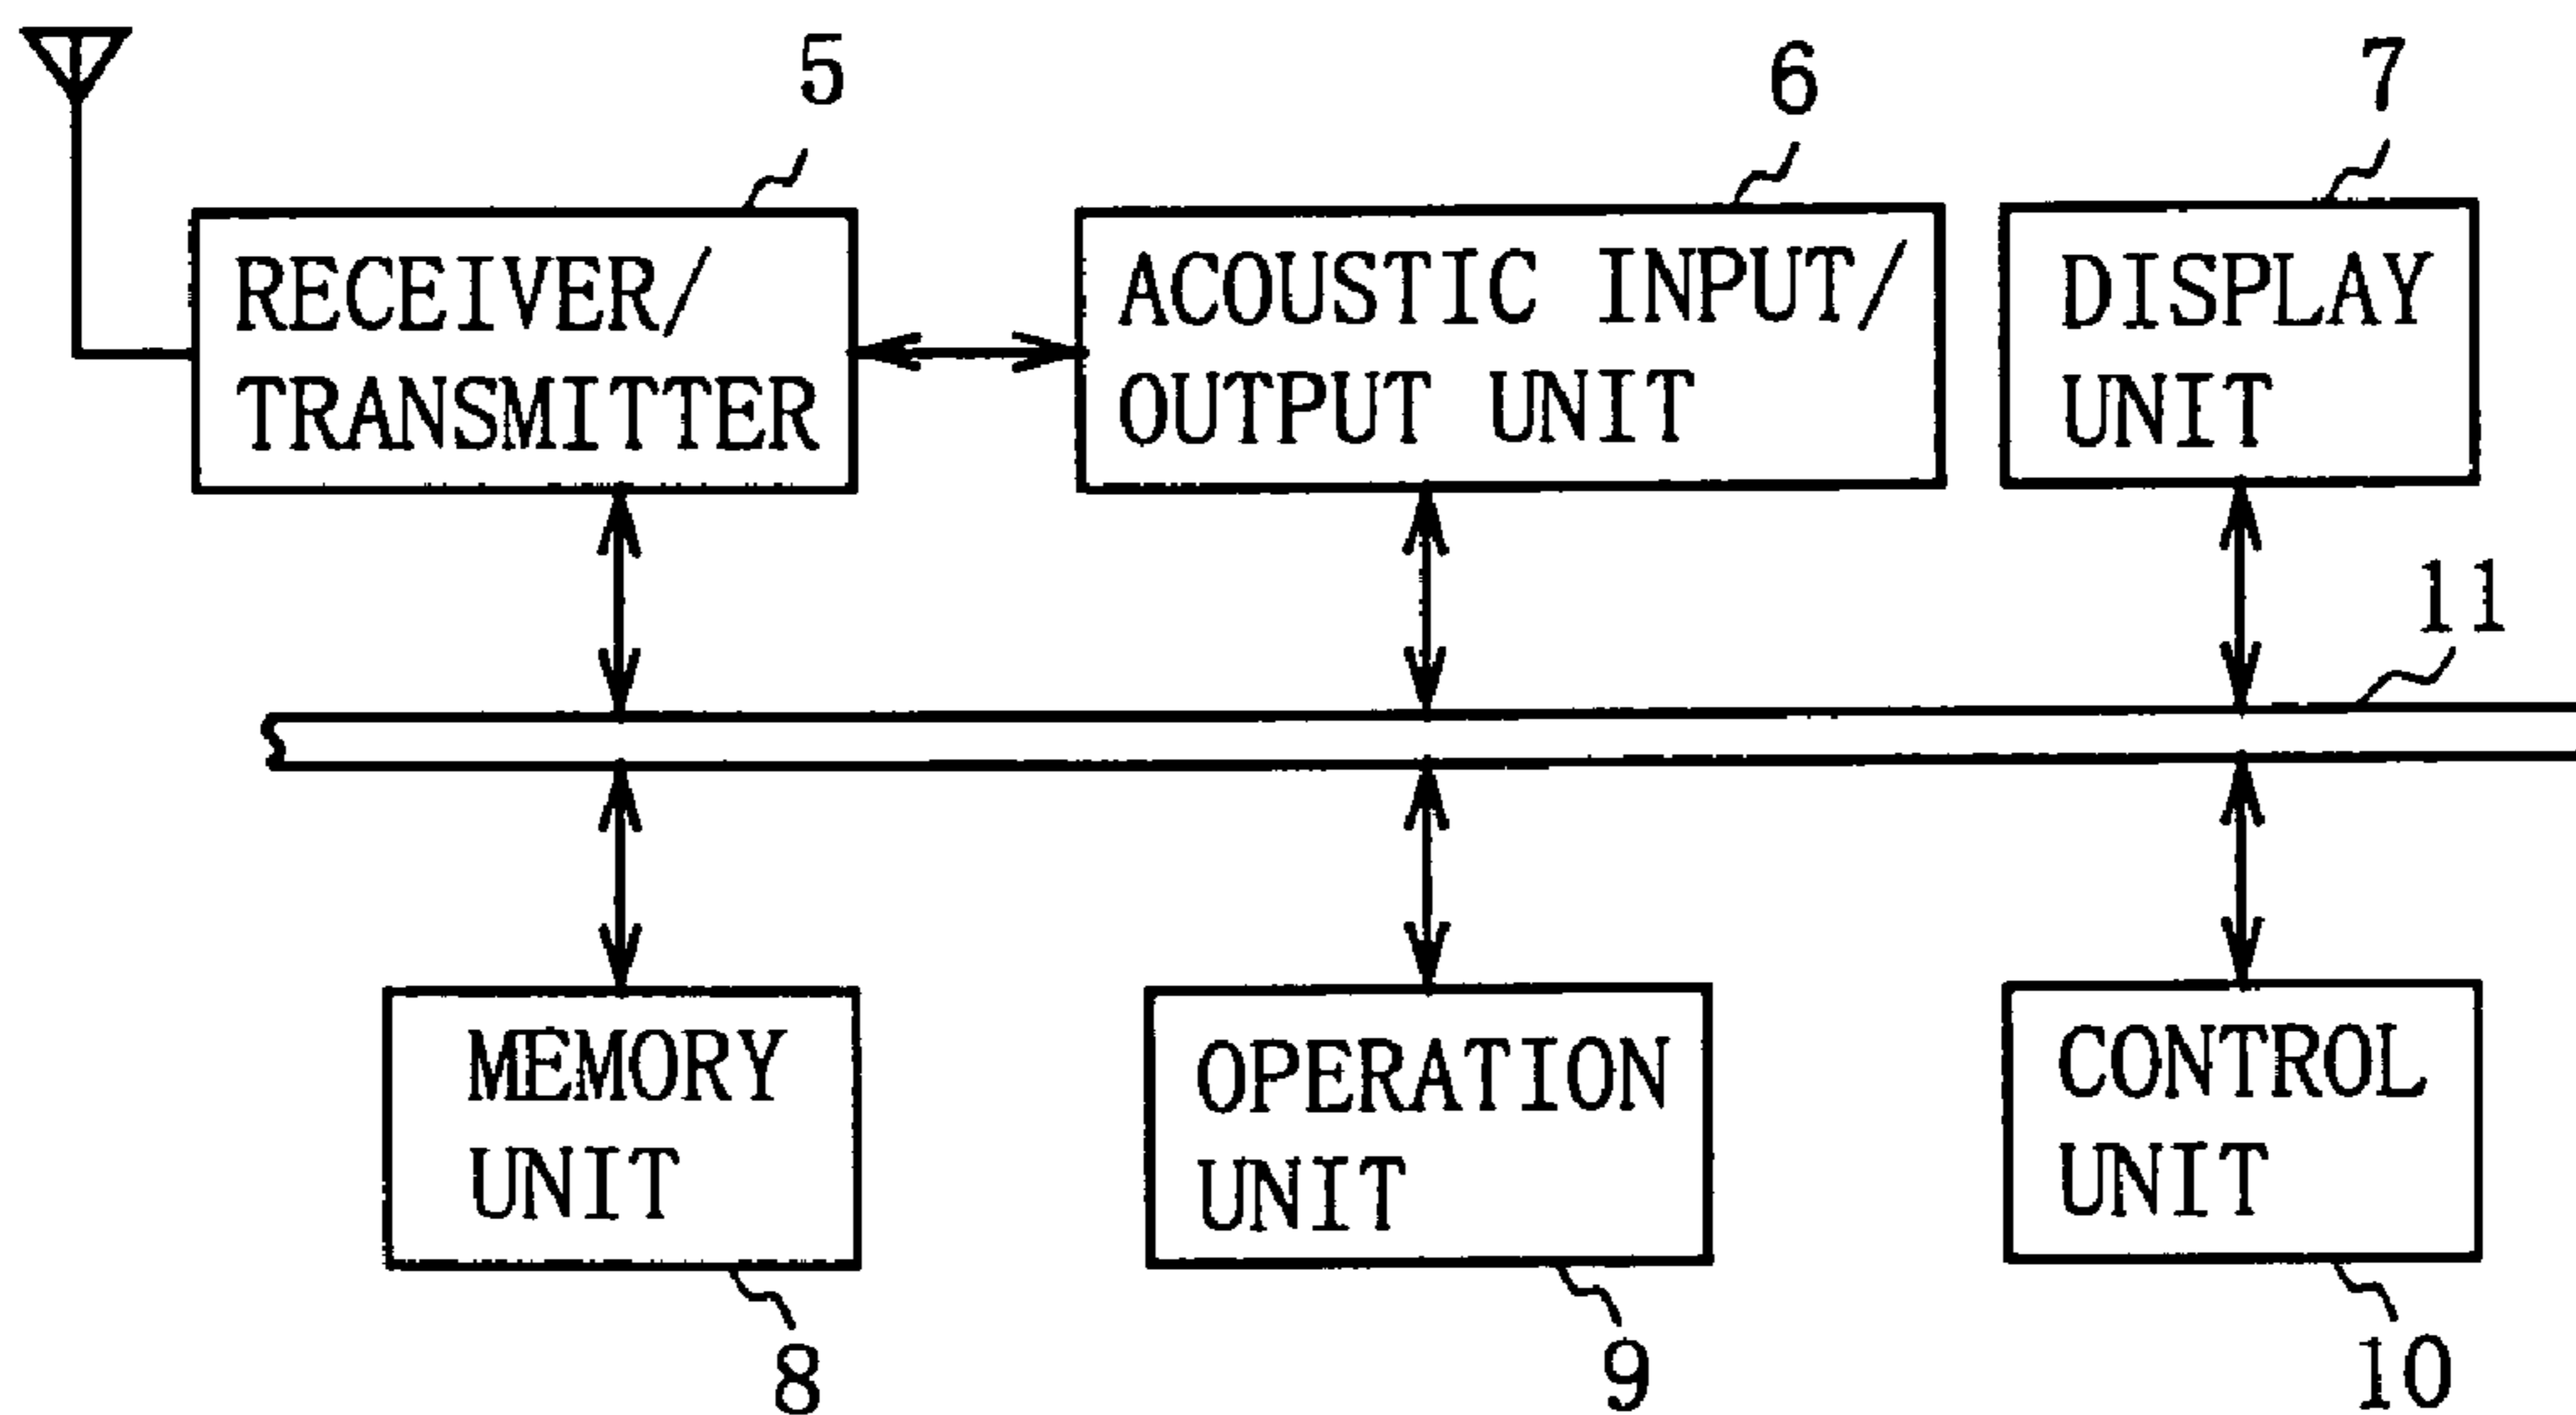 5
6
7
RECEIVER/
TRANSMITTER
ACOUSTIC INPUT/
OUTPUT UNIT
DISPLAY
UNIT
11
MEMORY
UNIT
OPERATION
UNIT
CONTROL
UNIT
8
9
10